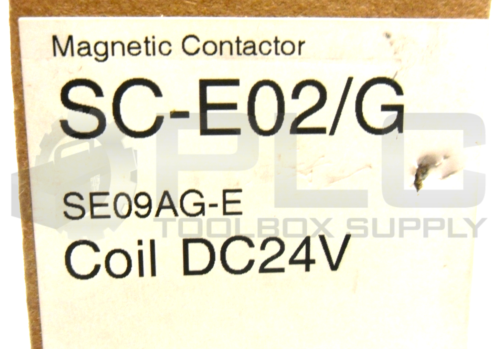 Magnetic Contactor
SC-E02/G
PLC
SE09AG-E
TOOLBOX SUPPLY
Coil DC24V